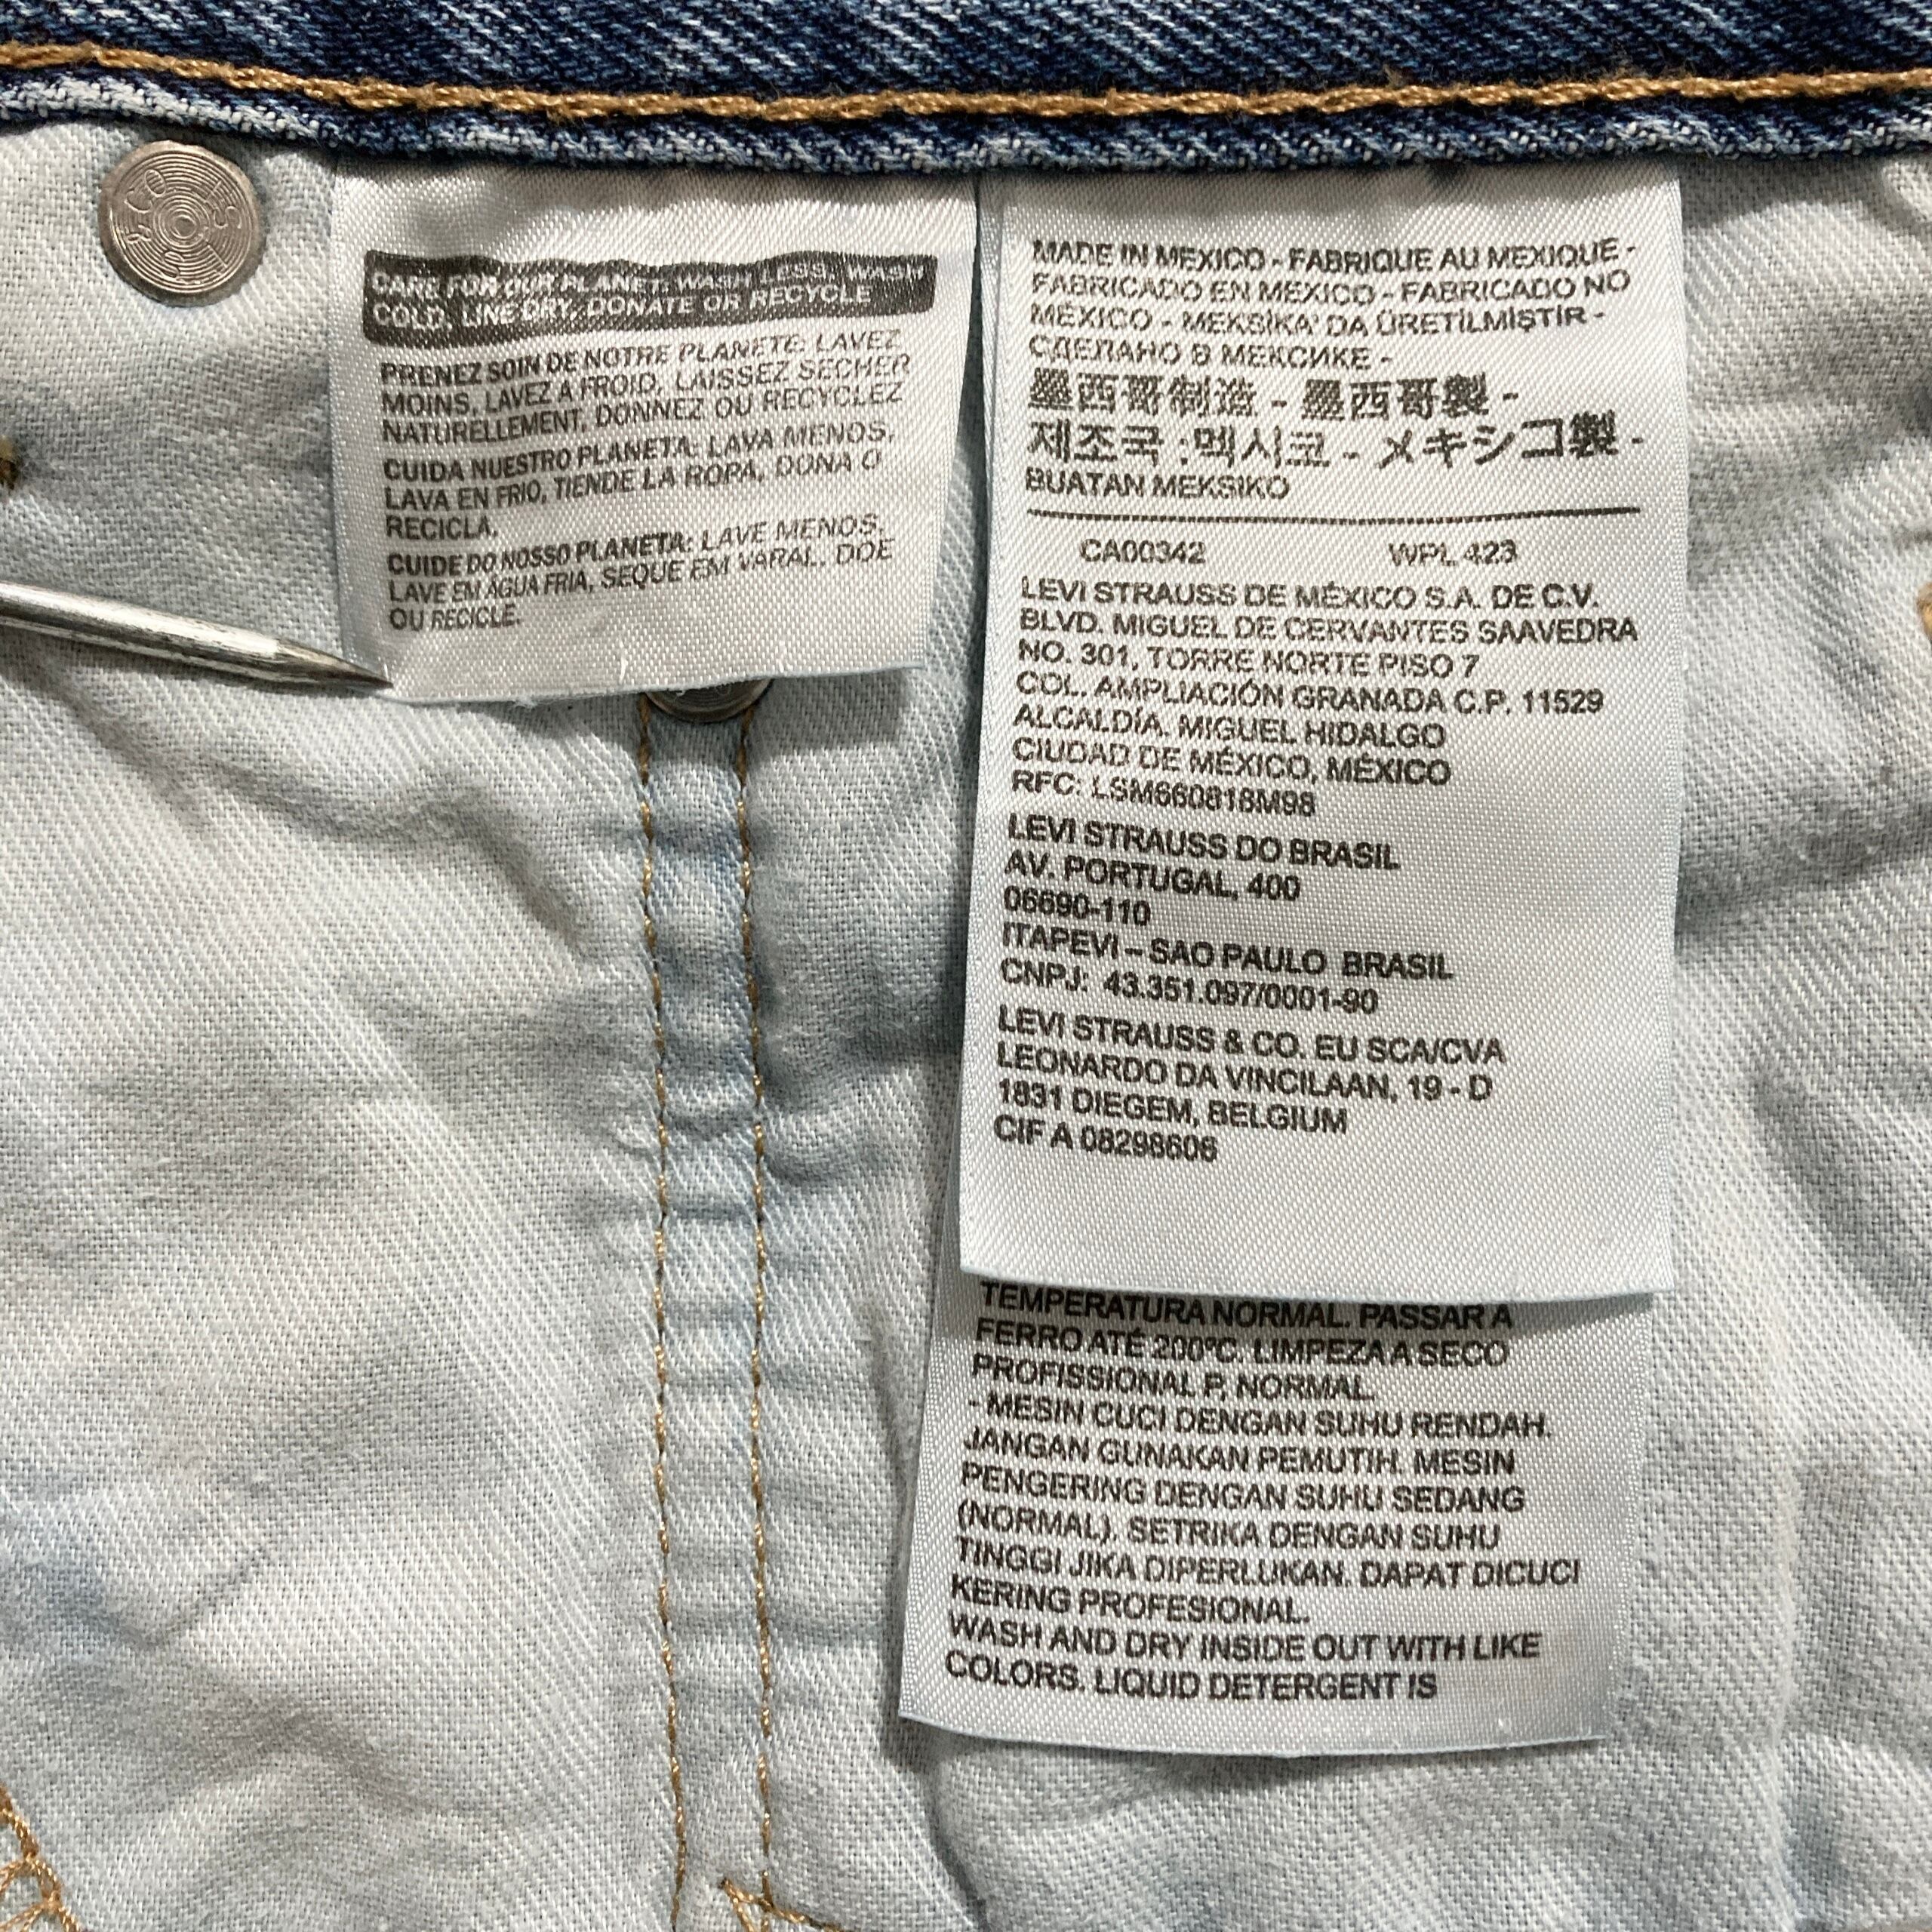 CARE FOR OUR PLANET: WASH LESS, WASH
COLD, LINE DRY, DONATE OR RECYCLE
PRENEZ SOIN DE NOTRE PLANETE: LAVEZ
MOINS, LAVEZ A FROID, LAISSEZ SECHER
NATURELLEMENT, DONNEZ OU RECYCLEZ
CUIDA NUESTRO PLANETA: LAVA MENOS,
LAVA EN FRIO, TIENDE LA ROPA, DONA O
RECICLA.
CUIDE DO NOSSO PLANETA: LAVE MENOS.
LAVE EM ÁGUA FRIA, SEQUE EM VARAL. DOE
OU RECICLE.
MADE IN MEXICO - FABRIQUE AU MEXIQUE -
FABRICADO EN MEXICO - FABRICADO NO
MÉXICO - MEKSİKA' DA ÜRETİLMİŞTİR -
СДЕЛАНО В МЕКСИКЕ -
墨西哥制造 - 墨西哥製 -
제조국 :멕시코 - メキシコ製 -
BUATAN MEKSIKO
CA00342 WPL 423
LEVI STRAUSS DE MÉXICO S.A. DE C.V.
BLVD. MIGUEL DE CERVANTES SAAVEDRA
NO. 301, TORRE NORTE PISO 7
COL. AMPLIACIÓN GRANADA C.P. 11529
ALCALDÍA. MIGUEL HIDALGO
CIUDAD DE MÉXICO, MÉXICO
RFC: LSM660818M98
LEVI STRAUSS DO BRASIL
AV. PORTUGAL, 400
06690-110
ITAPEVI – SAO PAULO BRASIL
CNPJ: 43.351.097/0001-90
LEVI STRAUSS & CO. EU SCA/CVA
LEONARDO DA VINCILAAN, 19 - D
1831 DIEGEM, BELGIUM
CIF A 08298606
TEMPERATURA NORMAL. PASSAR A
FERRO ATÉ 200ºC. LIMPEZA A SECO
PROFISSIONAL P, NORMAL.
- MESIN CUCI DENGAN SUHU RENDAH.
JANGAN GUNAKAN PEMUTIH. MESIN
PENGERING DENGAN SUHU SEDANG
(NORMAL). SETRIKA DENGAN SUHU
TINGGI JIKA DIPERLUKAN. DAPAT DICUCI
KERING PROFESIONAL.
WASH AND DRY INSIDE OUT WITH LIKE
COLORS. LIQUID DETERGENT IS